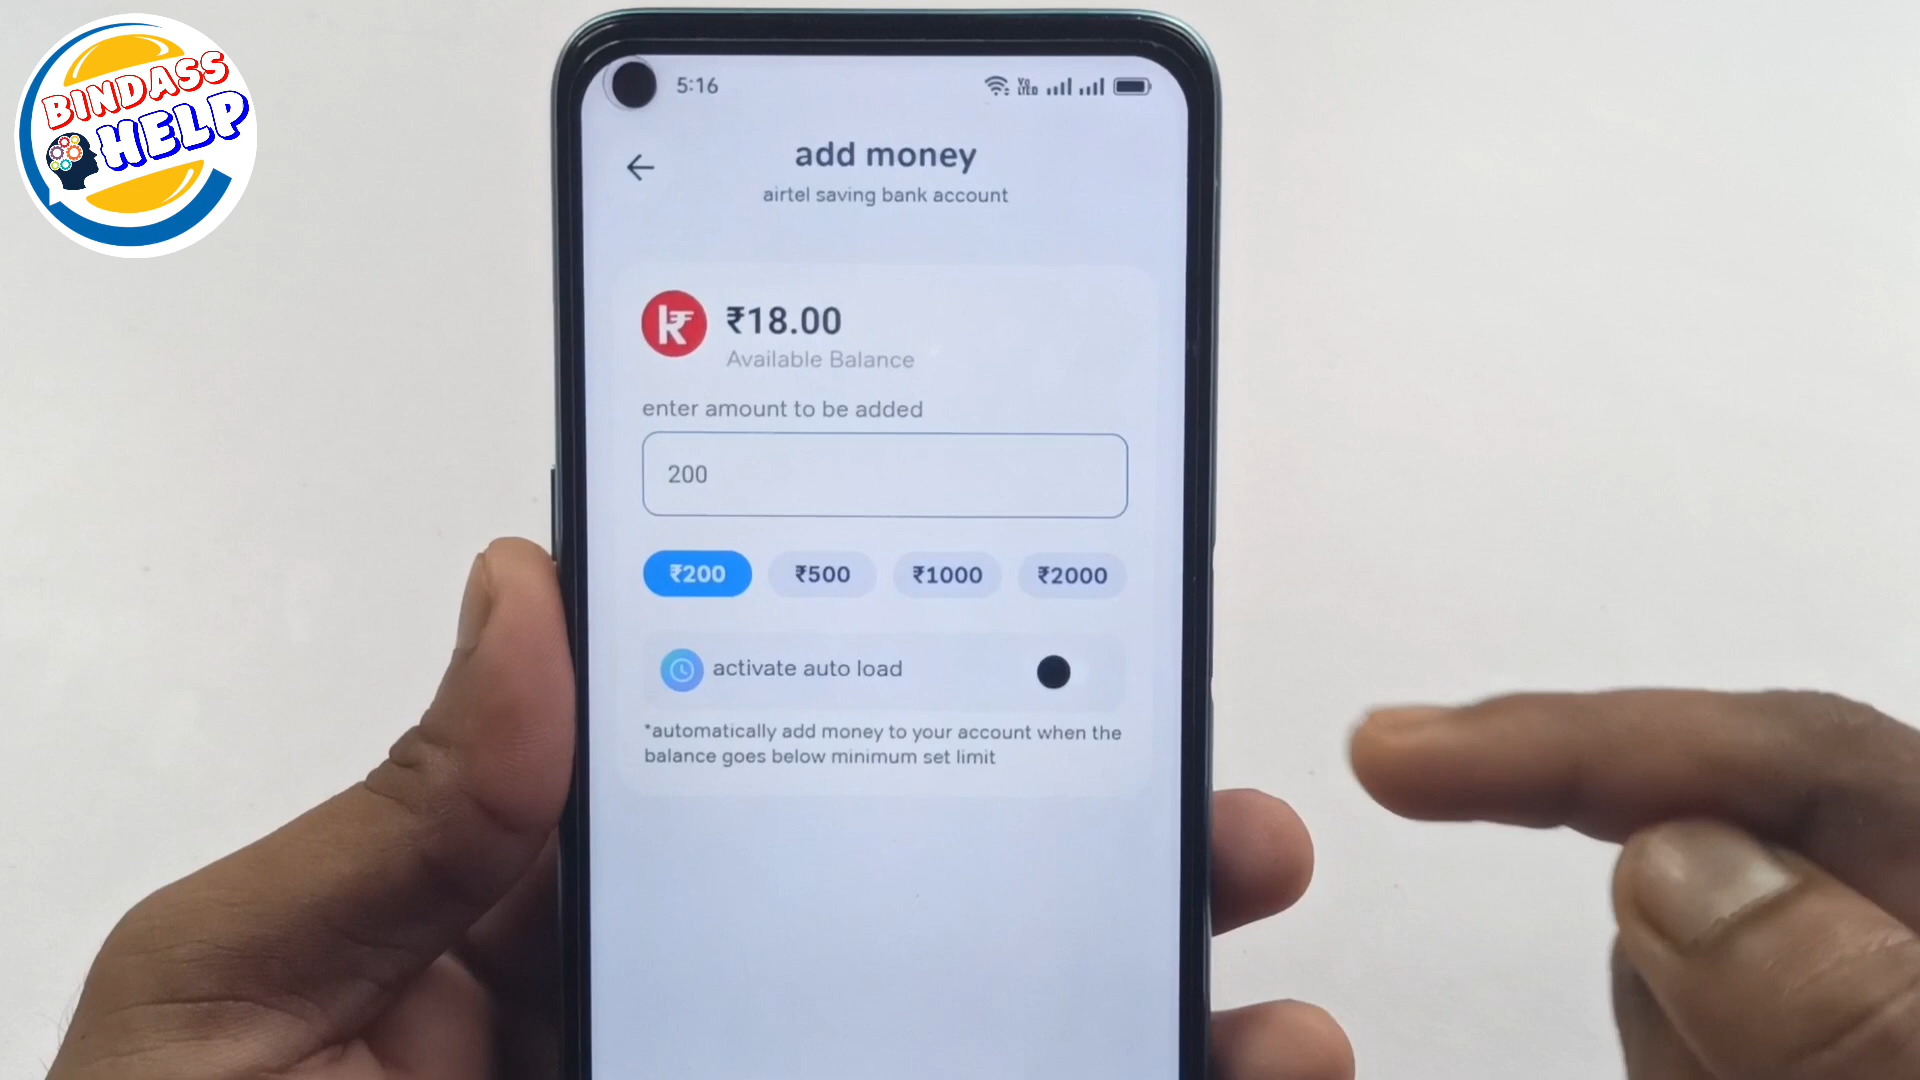 BINDASS
HELP
5:16
add money
airtel saving bank account
₹18.00
Available Balance
enter amount to be added
200
₹200 ₹500 ₹1000 ₹2000
activate auto load
*automatically add money to your account when the
balance goes below minimum set limit